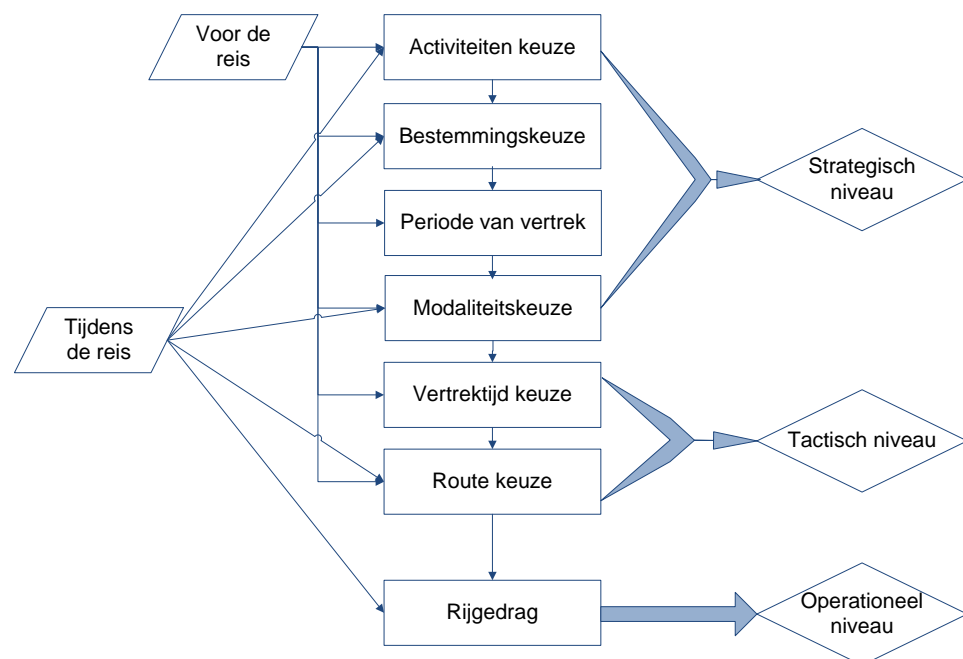 Voor de
reis
Activiteiten keuze
Bestemmingskeuze
Strategisch
niveau
Periode van vertrek
Modaliteitskeuze
Tijdens
de reis
Vertrektijd keuze
Tactisch niveau
Route keuze
Rijgedrag
Operationeel
niveau